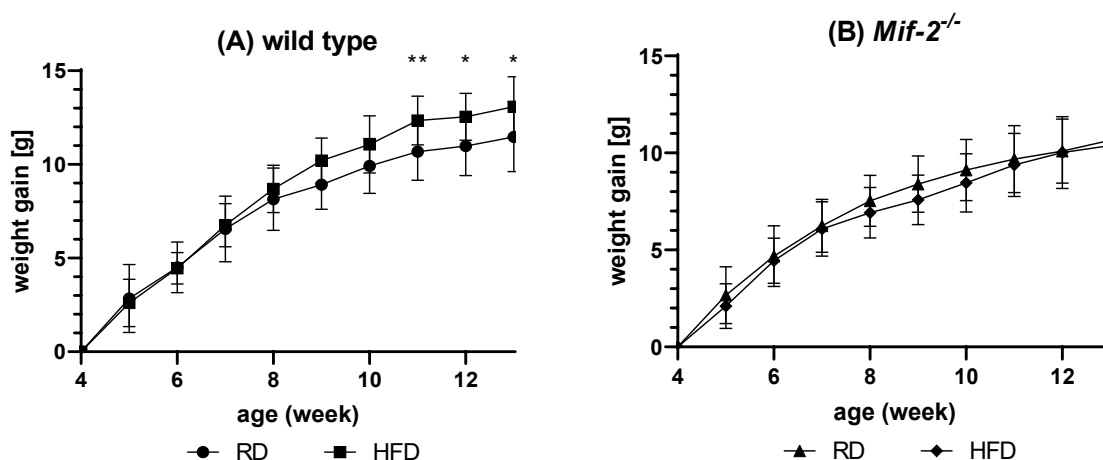 (A) wild type
** * *
15
10
5
0
weight gain [g]
4 6 8 10 12
age (week)
RD HFD
(B) Mif-2-/-
15
10
5
0
weight gain [g]
4 6 8 10 12
age (week)
RD HFD